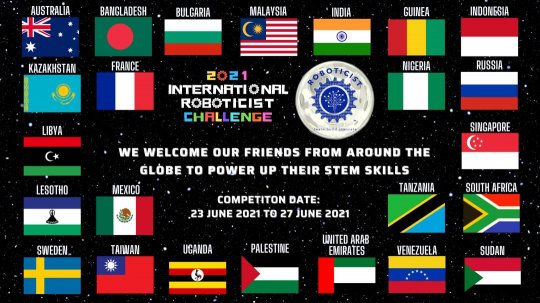 AUSTRALIA BANGLADESH BULGARIA MALAYSIA INDIA GUINEA INDONESIA
KAZAKHSTAN FRANCE
2021
INTERNATIONAL
ROBOTICIST
CHALLENGE
ROBOTICIST
NIGERIA RUSSIA
LIBYA
SINGAPORE
WE WELCOME OUR FRIENDS FROM AROUND THE
GLOBE TO POWER UP THEIR STEM SKILLS
LESOTHO MEXICO
COMPETITON DATE:
23 JUNE 2021 TO 27 JUNE 2021
TANZANIA SOUTH AFRICA
SWEDEN TAIWAN UGANDA PALESTINE UNITED ARAB
EMIRATES VENEZUELA SUDAN